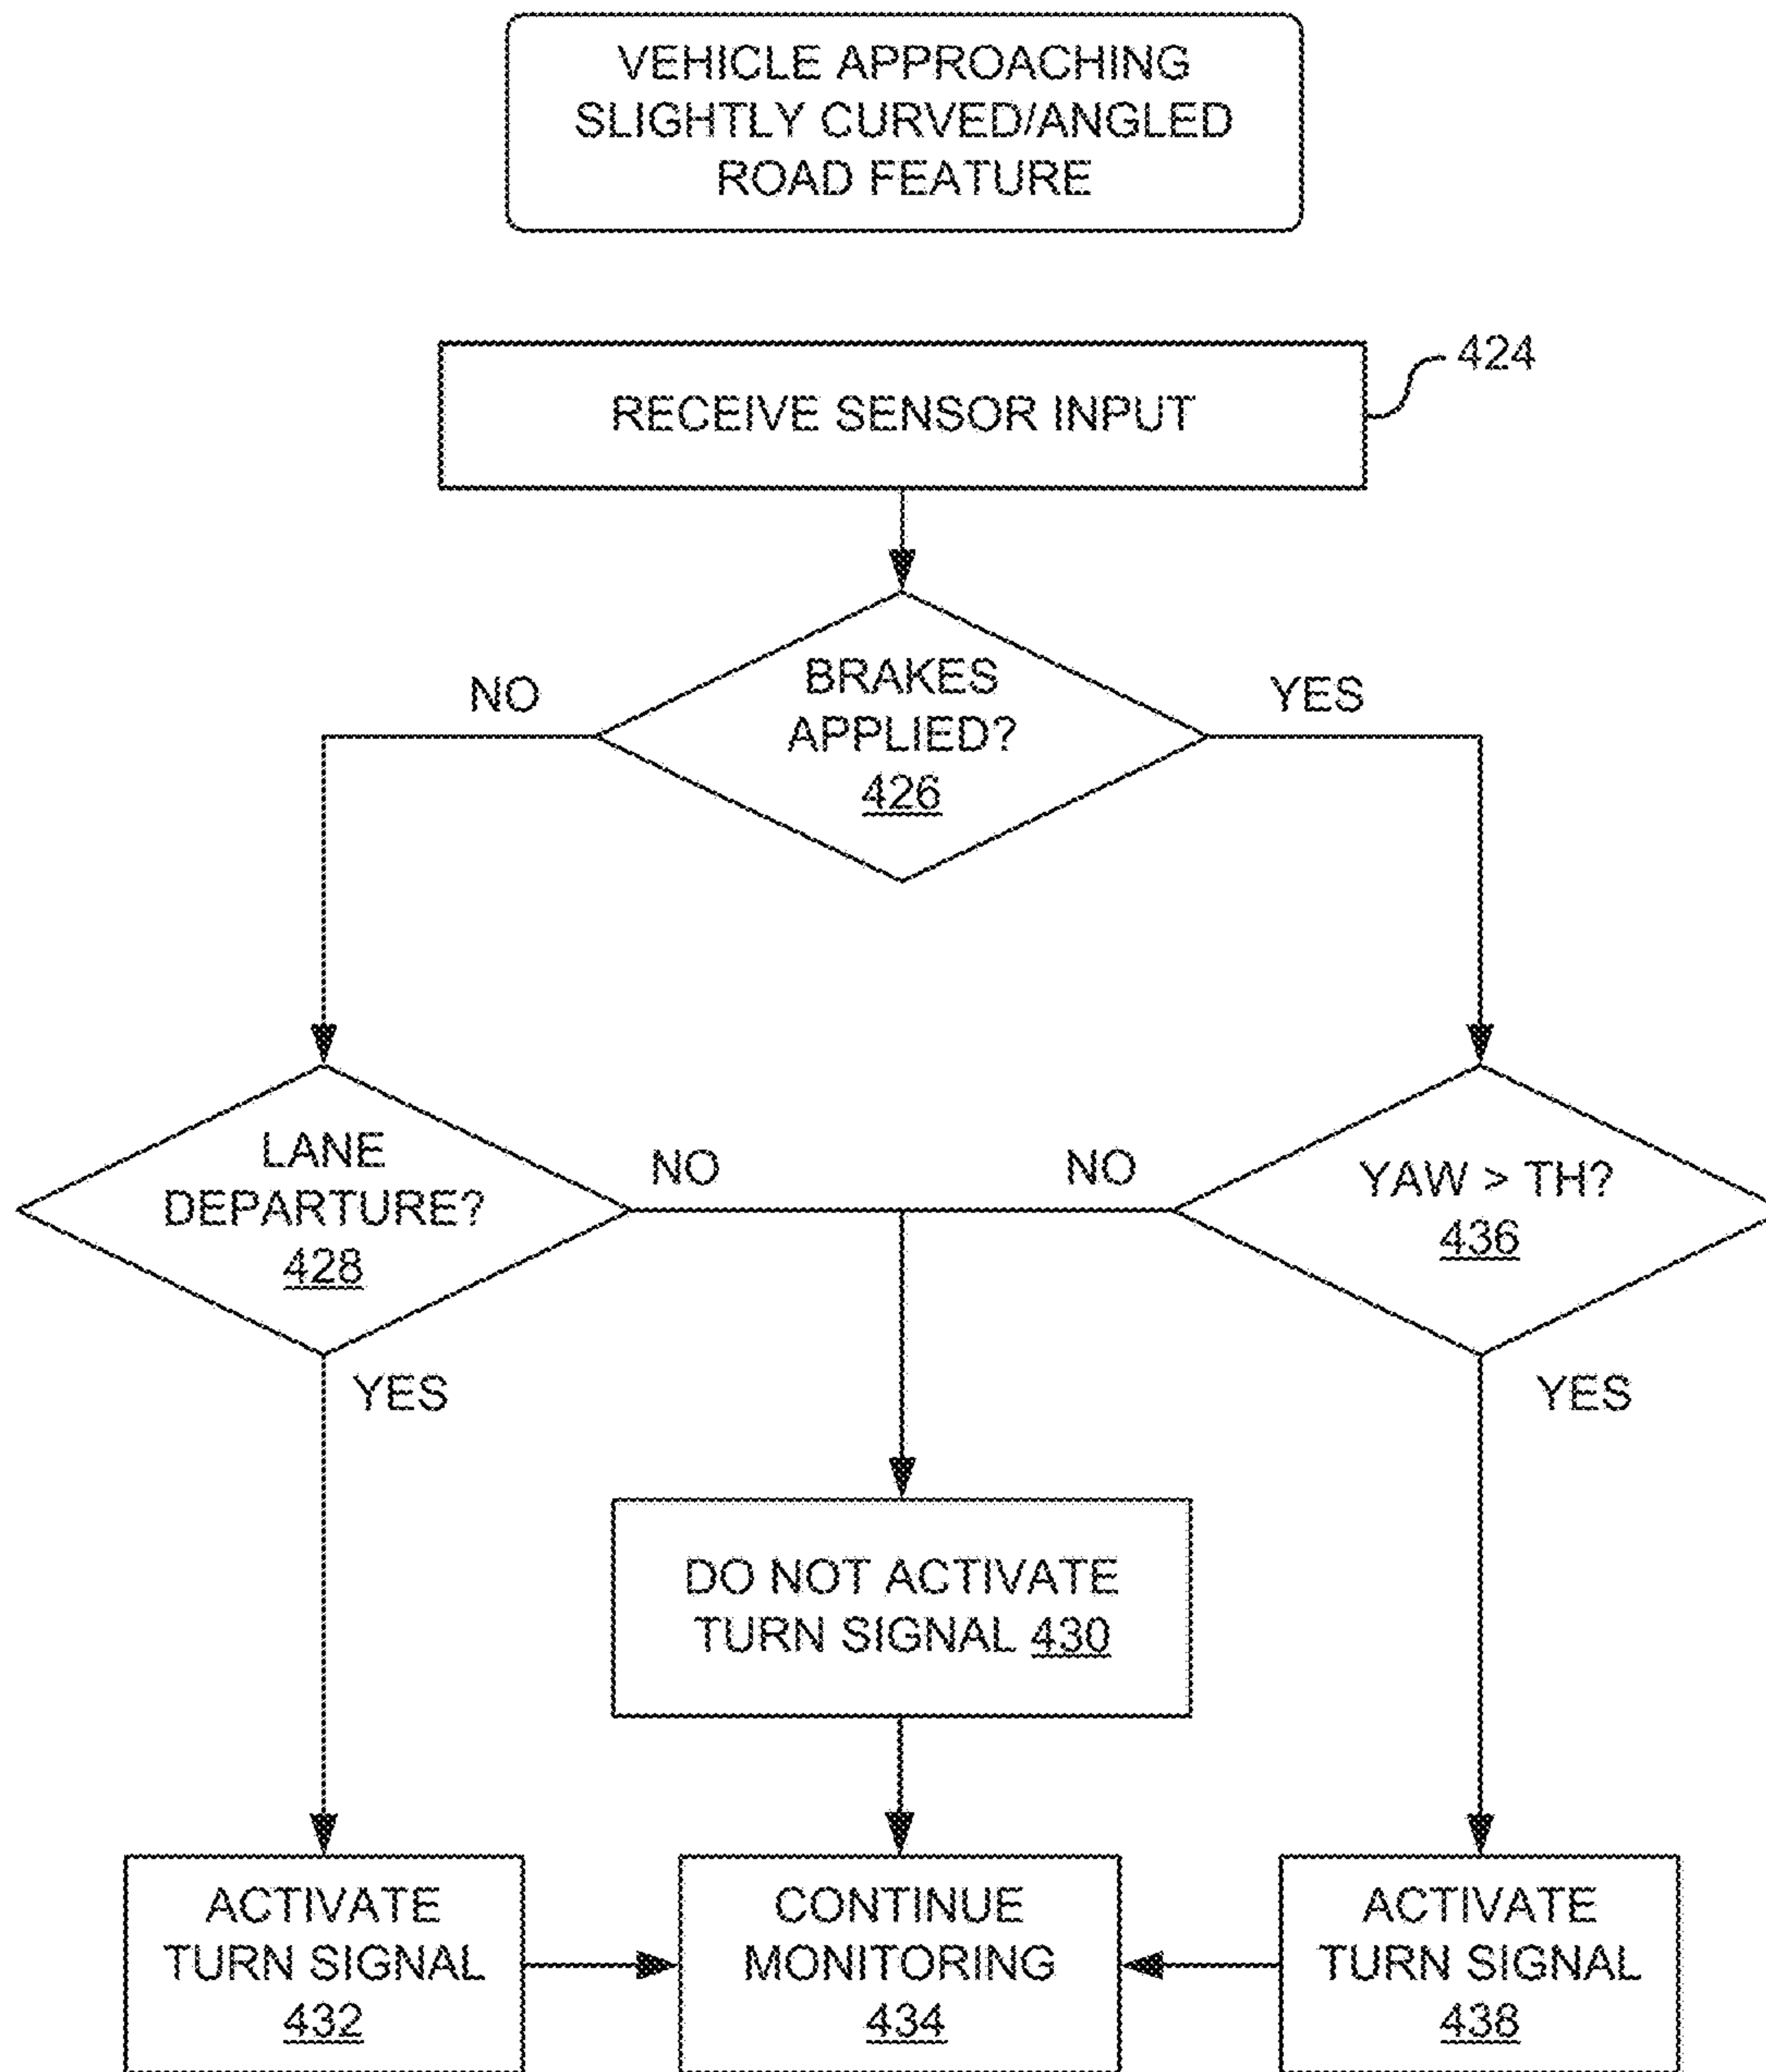 VEHICLE APPROACHING
SLIGHTLY CURVED/ANGLED
ROAD FEATURE
424
RECEIVE SENSOR INPUT
NO
BRAKES
APPLIED?
426
YES
LANE
DEPARTURE?
428
NO
NO
YAW > TH?
436
YES
YES
DO NOT ACTIVATE
TURN SIGNAL 430
ACTIVATE
TURN SIGNAL
432
CONTINUE
MONITORING
434
ACTIVATE
TURN SIGNAL
438